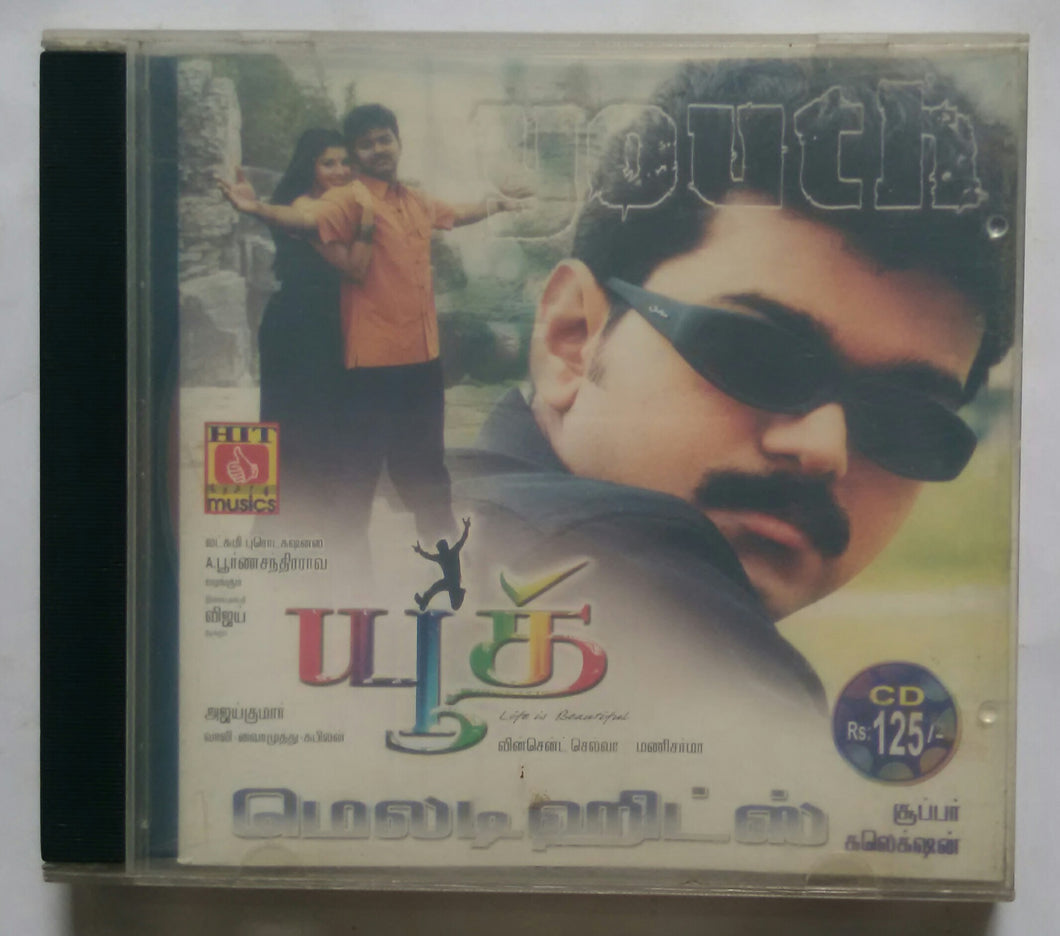 youth
HIT
musics
லட்சுமி புரொடக்ஷன்ஸ்
A.பூர்ணசந்திரராவ்
விஜய்
யூத்
Life is Beautiful
அஜய்குமார்
வாலி வைரமுத்து கபிலன்
வின்சென்ட் செல்வா மணிசர்மா
CD
Rs: 125/-
மெலடி ஹிட்ஸ்
சூப்பர்
கலெக்ஷன்